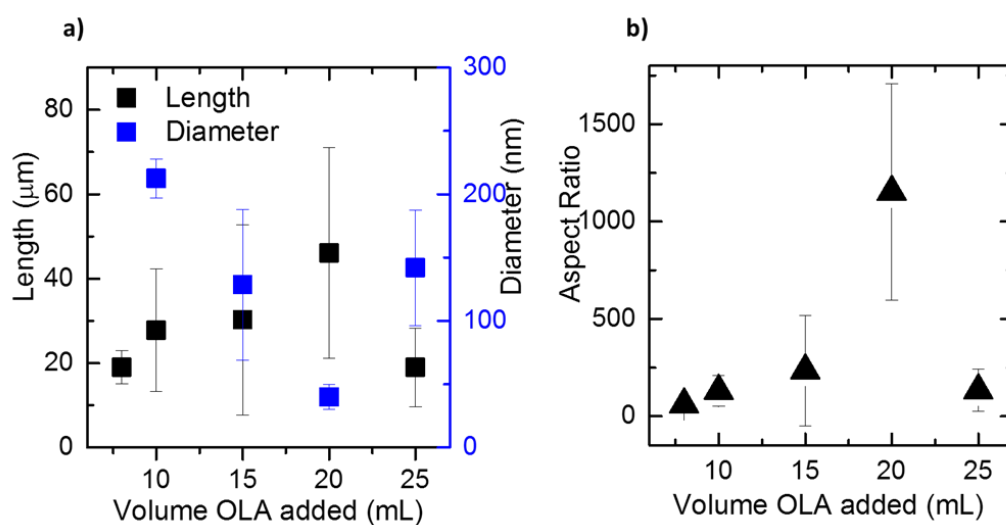 a)
Length
Diameter
Length (μm)
80
60
40
20
0
300
200
100
0
Diameter (nm)
10 15 20 25
Volume OLA added (mL)
b)
Aspect Ratio
1500
1000
500
0
10 15 20 25
Volume OLA added (mL)